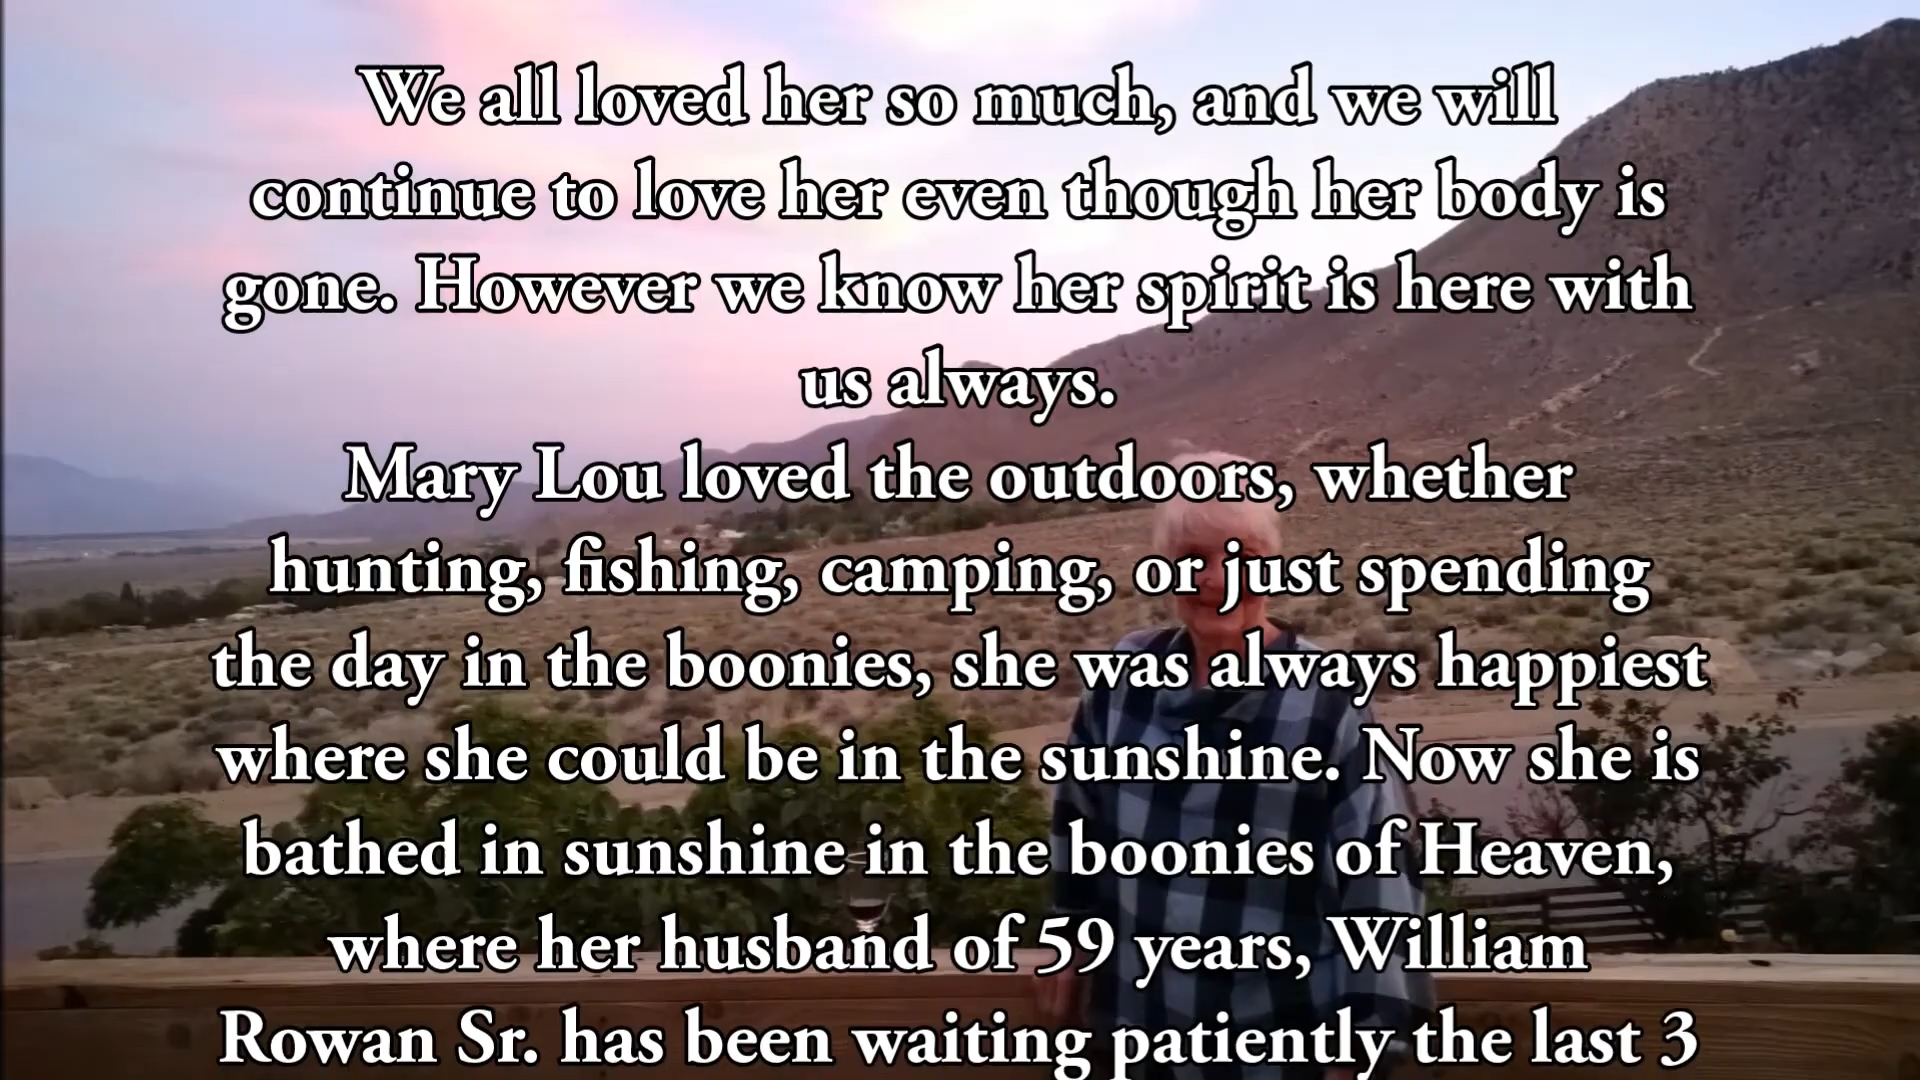 We all loved her so much, and we will
continue to love her even though her body is
gone. However we know her spirit is here with
us always.
Mary Lou loved the outdoors, whether
hunting, fishing, camping, or just spending
the day in the boonies, she was always happiest
where she could be in the sunshine. Now she is
bathed in sunshine in the boonies of Heaven,
where her husband of 59 years, William
Rowan Sr. has been waiting patiently the last 3